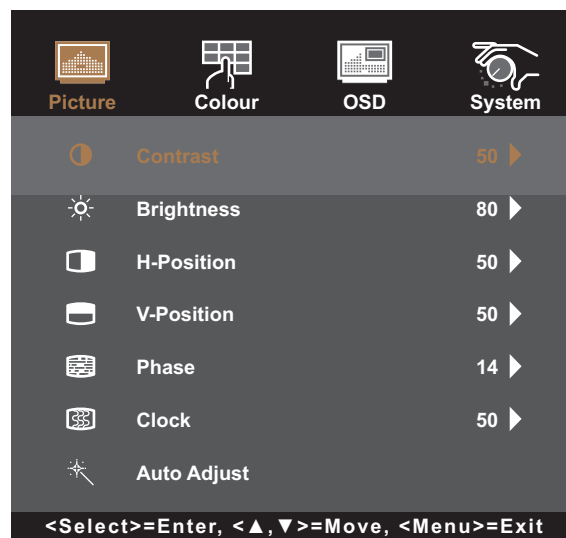 Picture Colour OSD System
Contrast 50
Brightness 80
H-Position 50
V-Position 50
Phase 14
Clock 50
Auto Adjust
<Select>=Enter, <▲,▼>=Move, <Menu>=Exit